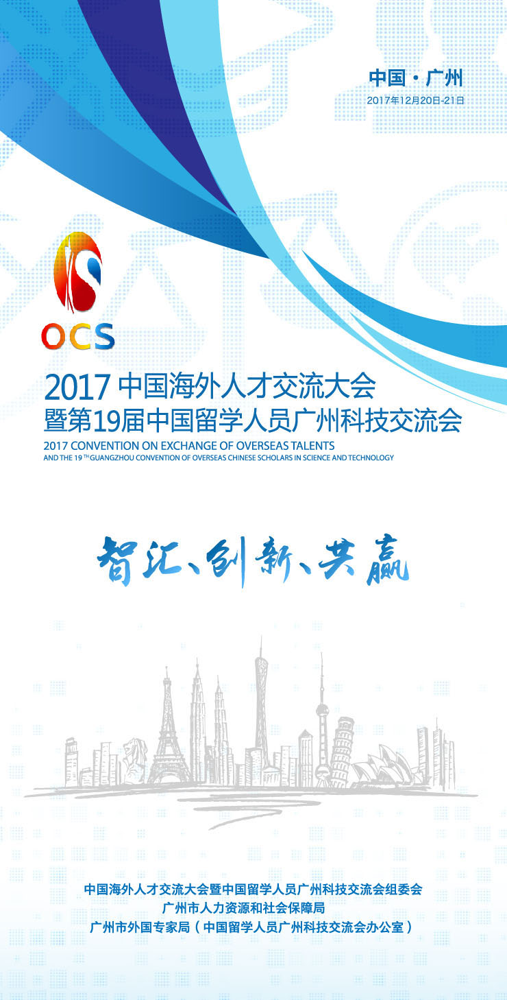 中国·广州
2017年12月20日-21日
OCS
2017中国海外人才交流大会
暨第19届中国留学人员广州科技交流会
2017 CONVENTION ON EXCHANGE OF OVERSEAS TALENTS
AND THE 19TH GUANGZHOU CONVENTION OF OVERSEAS CHINESE SCHOLARS IN SCIENCE AND TECHNOLOGY
智汇、创新、共赢
中国海外人才交流大会暨中国留学人员广州科技交流会组委会
广州市人力资源和社会保障局
广州市外国专家局（中国留学人员广州科技交流会办公室）